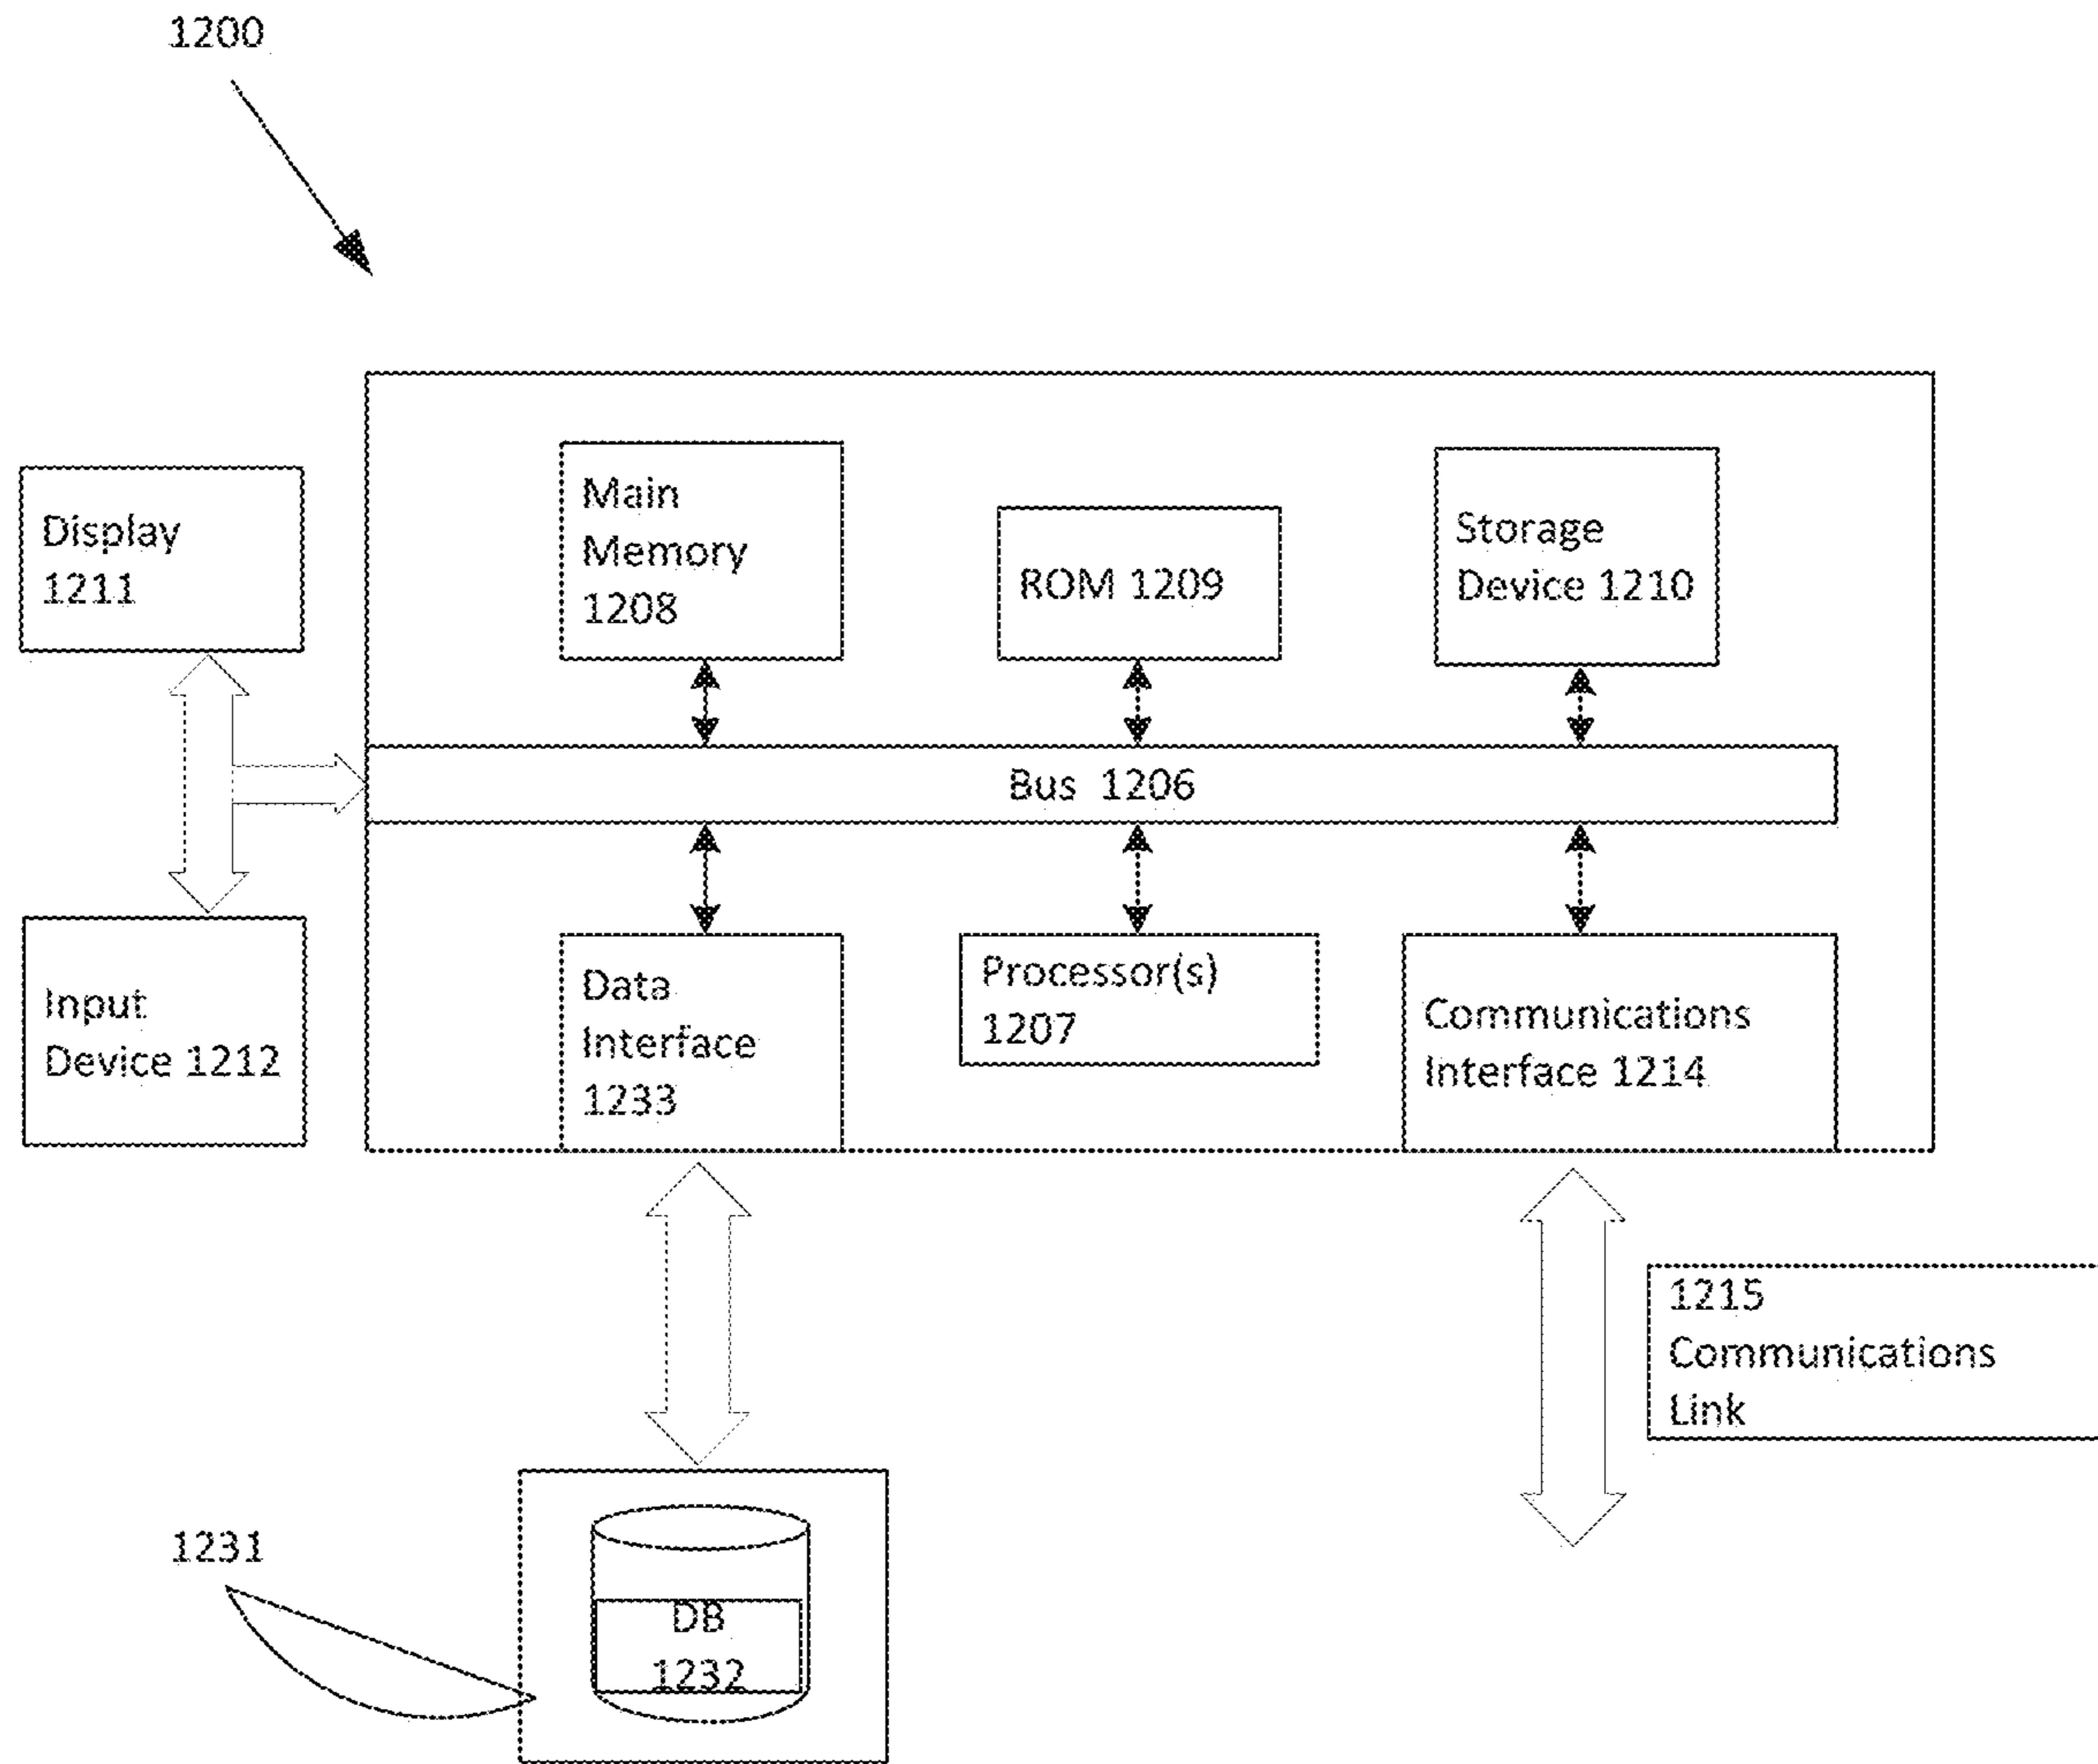 1200
Display
1211
Main
Memory
1208
ROM 1209
Storage
Device 1210
Bus 1206
Input
Device 1212
Data
Interface
1233
Processor(s)
1207
Communications
Interface 1214
1215
Communications
Link
1231
DB
1232